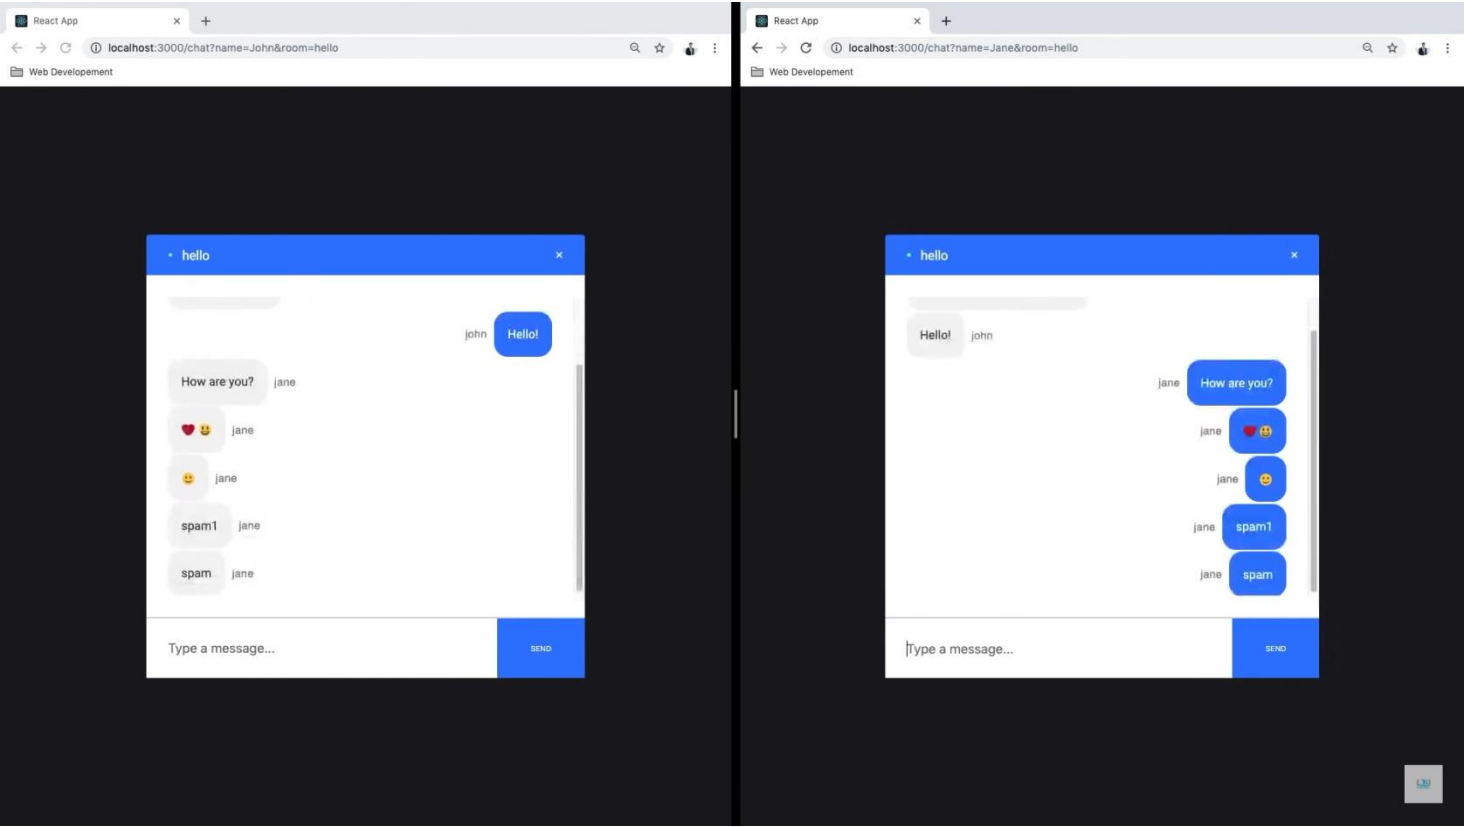 React App
localhost:3000/chat?name=John&room=hello
Web Developement
hello
john Hello!
How are you? jane
❤️😃 jane
🙂 jane
spam1 jane
spam jane
Type a message... SEND
React App
localhost:3000/chat?name=Jane&room=hello
Web Developement
hello
Hello! john
jane How are you?
jane ❤️😃
jane 🙂
jane spam1
jane spam
Type a message... SEND